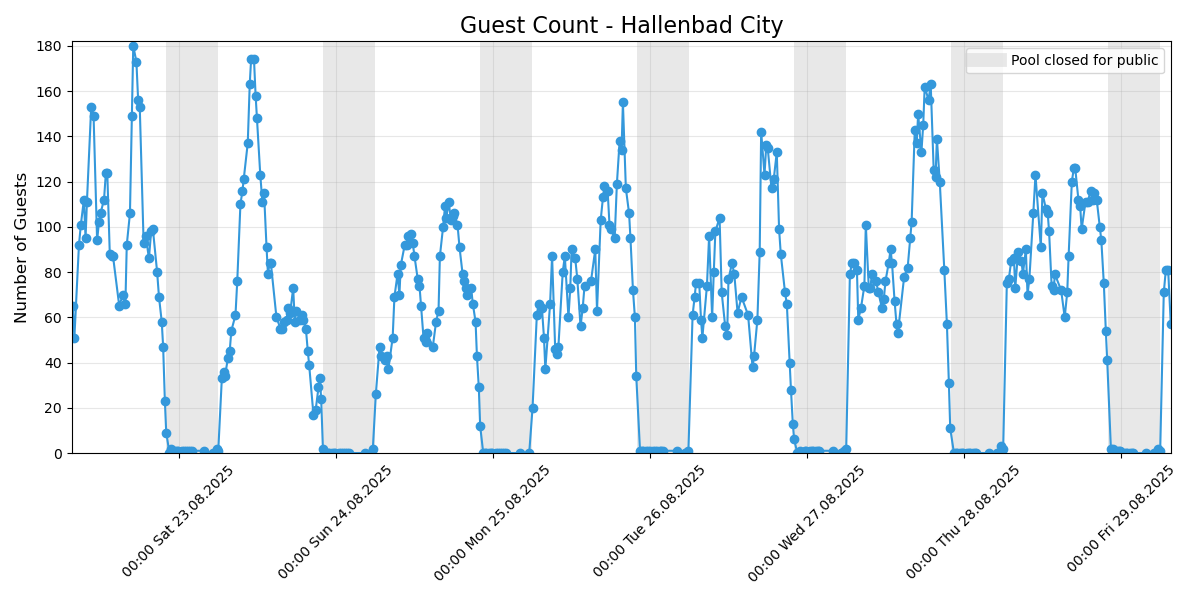 Guest Count - Hallenbad City
Pool closed for public
Number of Guests
180
160
140
120
100
80
60
40
20
0
00:00 Sat 23.08.2025
00:00 Sun 24.08.2025
00:00 Mon 25.08.2025
00:00 Tue 26.08.2025
00:00 Wed 27.08.2025
00:00 Thu 28.08.2025
00:00 Fri 29.08.2025